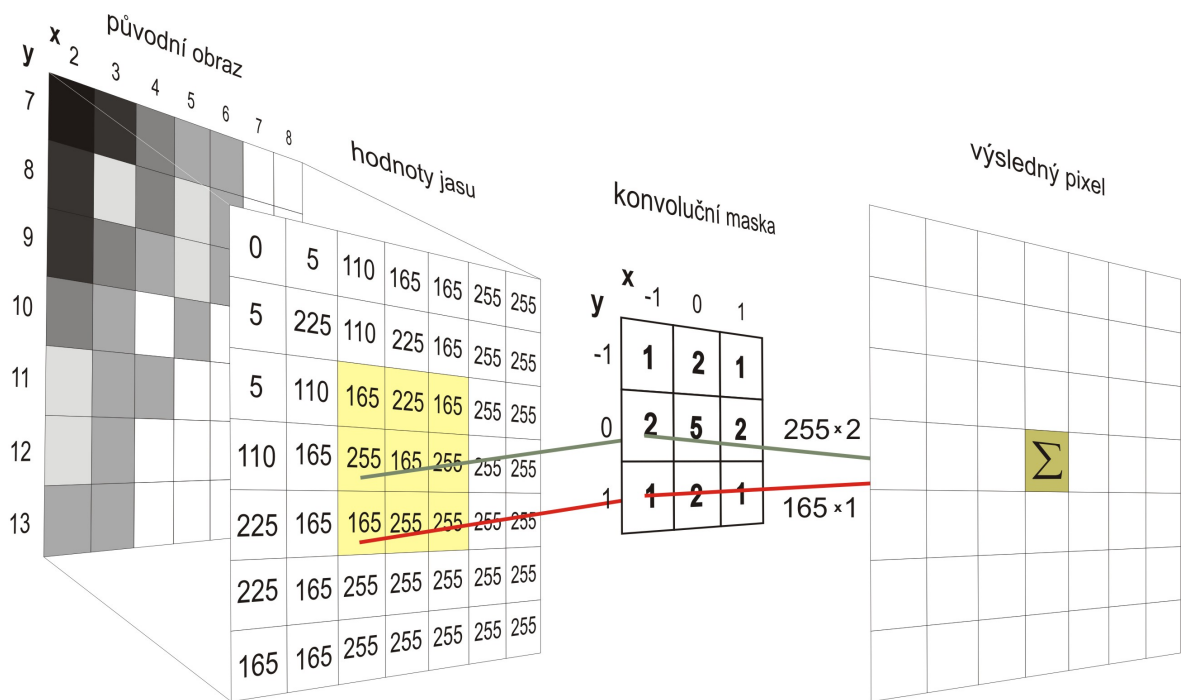 původní obraz
x 2 3 4 5 6 7 8
y
7
8
9
10
11
12
13
hodnoty jasu
0 5 110 165 165 255 255
5 225 110 225 165 255 255
5 110 165 225 165 255 255
110 165 255 165 255 255 255
225 165 165 255 255 255 255
225 165 255 255 255 255 255
165 165 255 255 255 255 255
konvoluční maska
x -1 0 1
y
-1 1 2 1
0 2 5 2
1 1 2 1
255×2
165×1
výsledný pixel
Σ